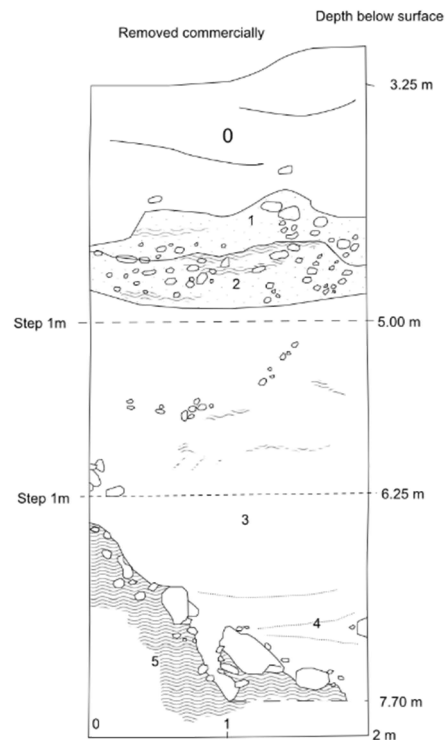 Depth below surface
Removed commercially
3.25 m
0
1
2
Step 1m
5.00 m
Step 1m
6.25 m
3
4
5
7.70 m
0
1
2 m